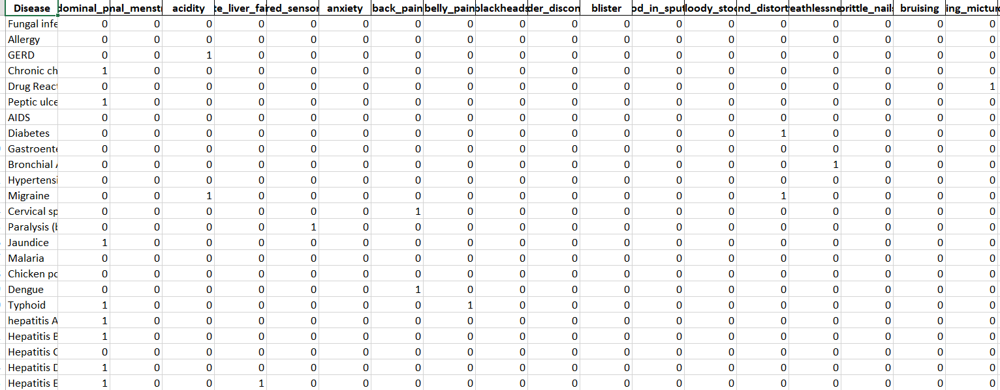 Disease dominal_p nal_menst acidity te_liver_fai red_sensor anxiety back_pain belly_pain blackheads der_discon blister od_in_sput loody_stoo nd_distort eathlessne brittle_nails bruising ing_mictur
Fungal infe 0 0 0 0 0 0 0 0 0 0 0 0 0 0 0 0 0 0
Allergy 0 0 0 0 0 0 0 0 0 0 0 0 0 0 0 0 0 0
GERD 0 0 1 0 0 0 0 0 0 0 0 0 0 0 0 0 0 0
Chronic ch 1 0 0 0 0 0 0 0 0 0 0 0 0 0 0 0 0 0
Drug React 0 0 0 0 0 0 0 0 0 0 0 0 0 0 0 0 0 1
Peptic ulce 1 0 0 0 0 0 0 0 0 0 0 0 0 0 0 0 0 0
AIDS 0 0 0 0 0 0 0 0 0 0 0 0 0 0 0 0 0 0
Diabetes 0 0 0 0 0 0 0 0 0 0 0 0 0 1 0 0 0 0
Gastroente 0 0 0 0 0 0 0 0 0 0 0 0 0 0 0 0 0 0
Bronchial A 0 0 0 0 0 0 0 0 0 0 0 0 0 0 1 0 0 0
Hypertensi 0 0 0 0 0 0 0 0 0 0 0 0 0 0 0 0 0 0
Migraine 0 0 1 0 0 0 0 0 0 0 0 0 0 1 0 0 0 0
Cervical sp 0 0 0 0 0 0 1 0 0 0 0 0 0 0 0 0 0 0
Paralysis (b 0 0 0 0 1 0 0 0 0 0 0 0 0 0 0 0 0 0
Jaundice 1 0 0 0 0 0 0 0 0 0 0 0 0 0 0 0 0 0
Malaria 0 0 0 0 0 0 0 0 0 0 0 0 0 0 0 0 0 0
Chicken po 0 0 0 0 0 0 0 0 0 0 0 0 0 0 0 0 0 0
Dengue 0 0 0 0 0 0 1 0 0 0 0 0 0 0 0 0 0 0
Typhoid 1 0 0 0 0 0 0 1 0 0 0 0 0 0 0 0 0 0
hepatitis A 1 0 0 0 0 0 0 0 0 0 0 0 0 0 0 0 0 0
Hepatitis B 1 0 0 0 0 0 0 0 0 0 0 0 0 0 0 0 0 0
Hepatitis C 0 0 0 0 0 0 0 0 0 0 0 0 0 0 0 0 0 0
Hepatitis D 1 0 0 0 0 0 0 0 0 0 0 0 0 0 0 0 0 0
Hepatitis E 1 0 0 1 0 0 0 0 0 0 0 0 0 0 0 0 0 0